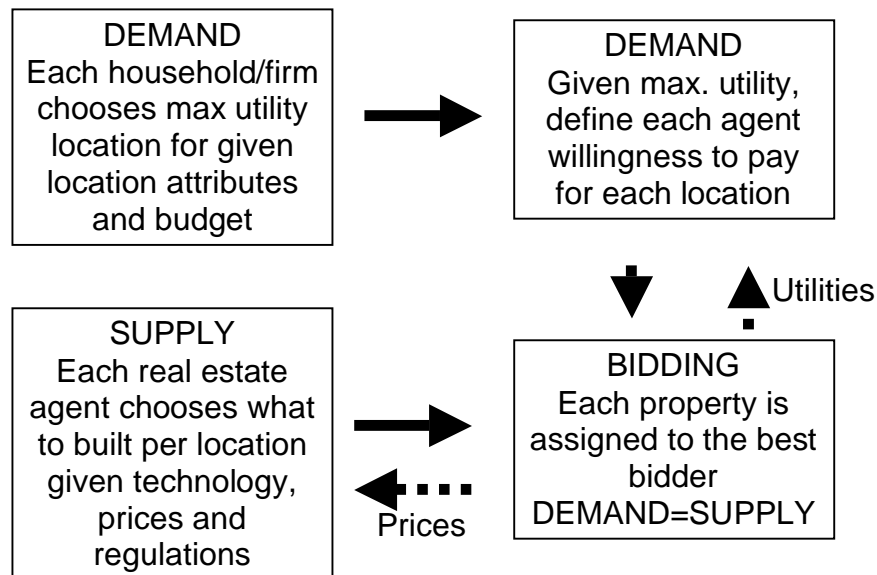 DEMAND
Each household/firm
chooses max utility
location for given
location attributes
and budget
DEMAND
Given max. utility,
define each agent
willingness to pay
for each location
Utilities
SUPPLY
Each real estate
agent chooses what
to built per location
given technology,
prices and
regulations
Prices
BIDDING
Each property is
assigned to the best
bidder
DEMAND=SUPPLY